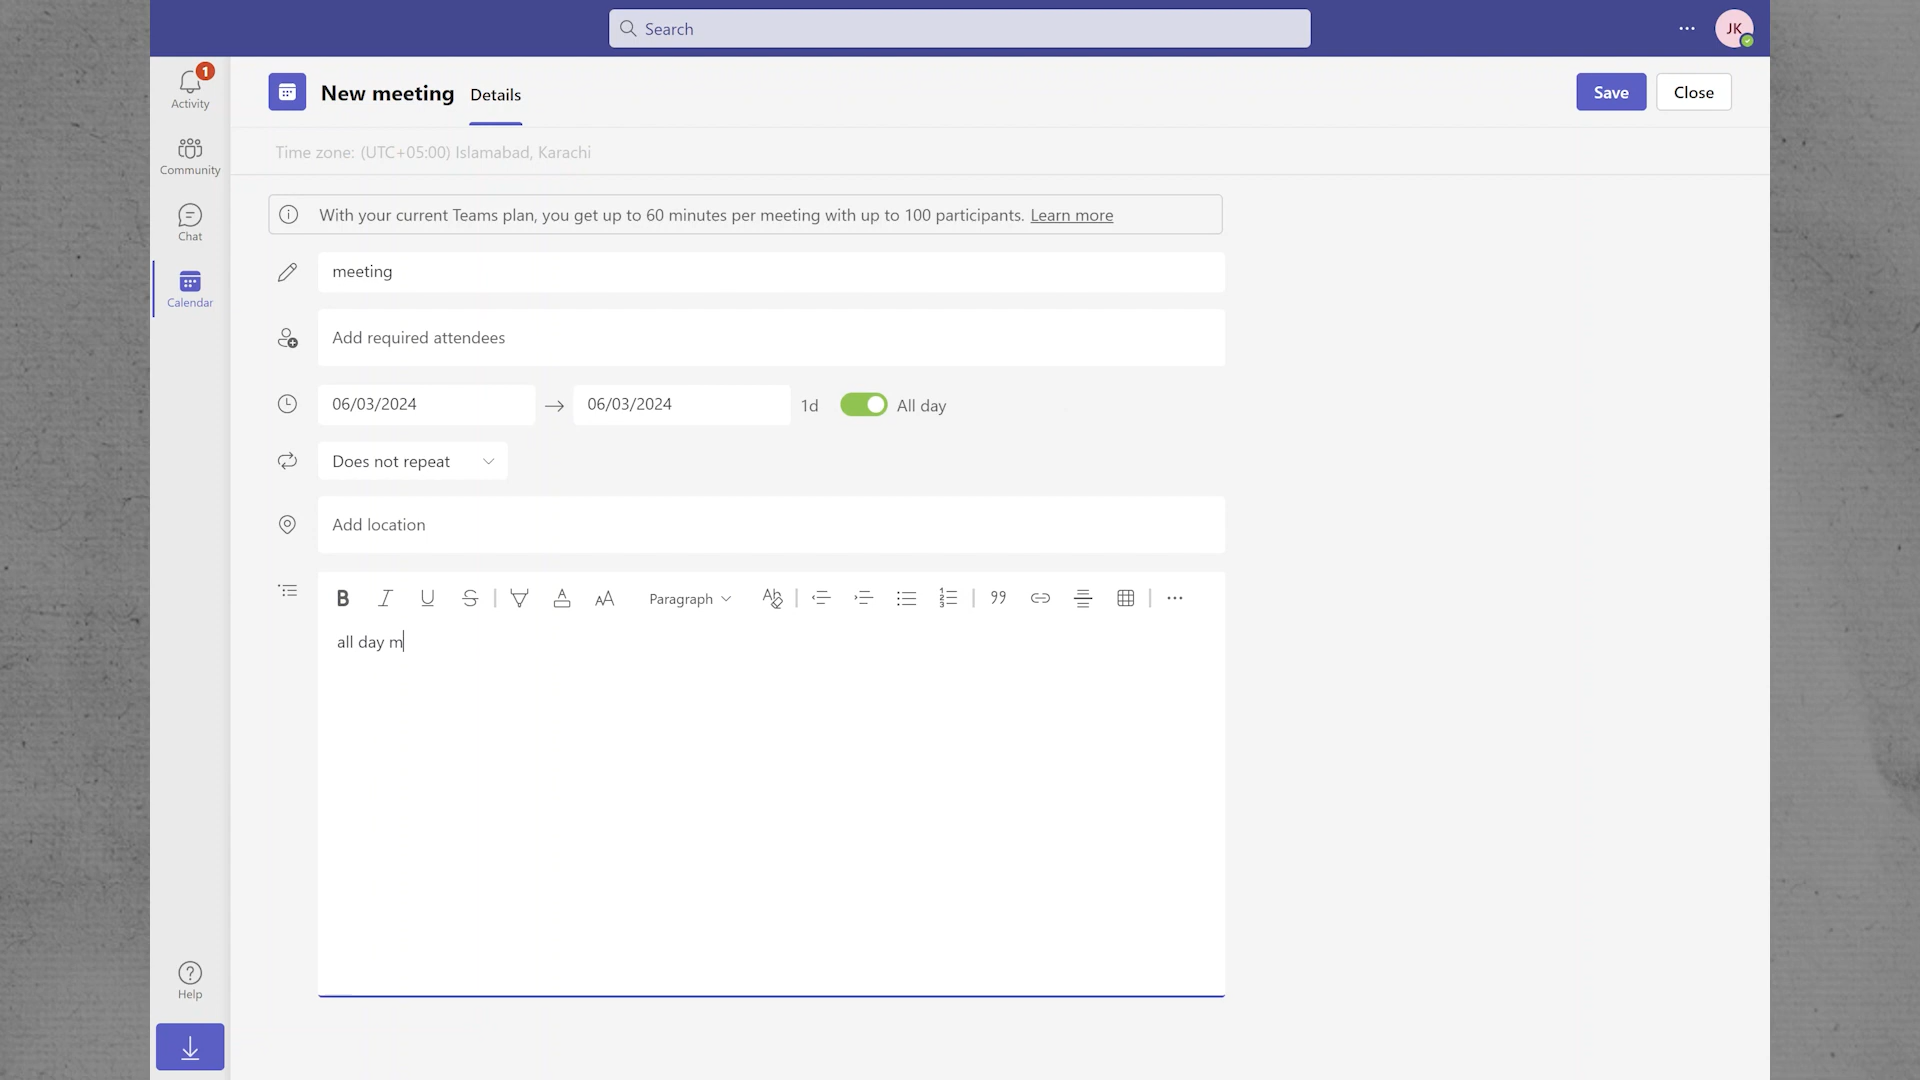 Search
JK
1
Activity
Community
Chat
Calendar
Help
New meeting
Details
Save
Close
Time zone: (UTC+05:00) Islamabad, Karachi
With your current Teams plan, you get up to 60 minutes per meeting with up to 100 participants. Learn more
meeting
Add required attendees
06/03/2024
06/03/2024
1d
All day
Does not repeat
Add location
Paragraph
all day m